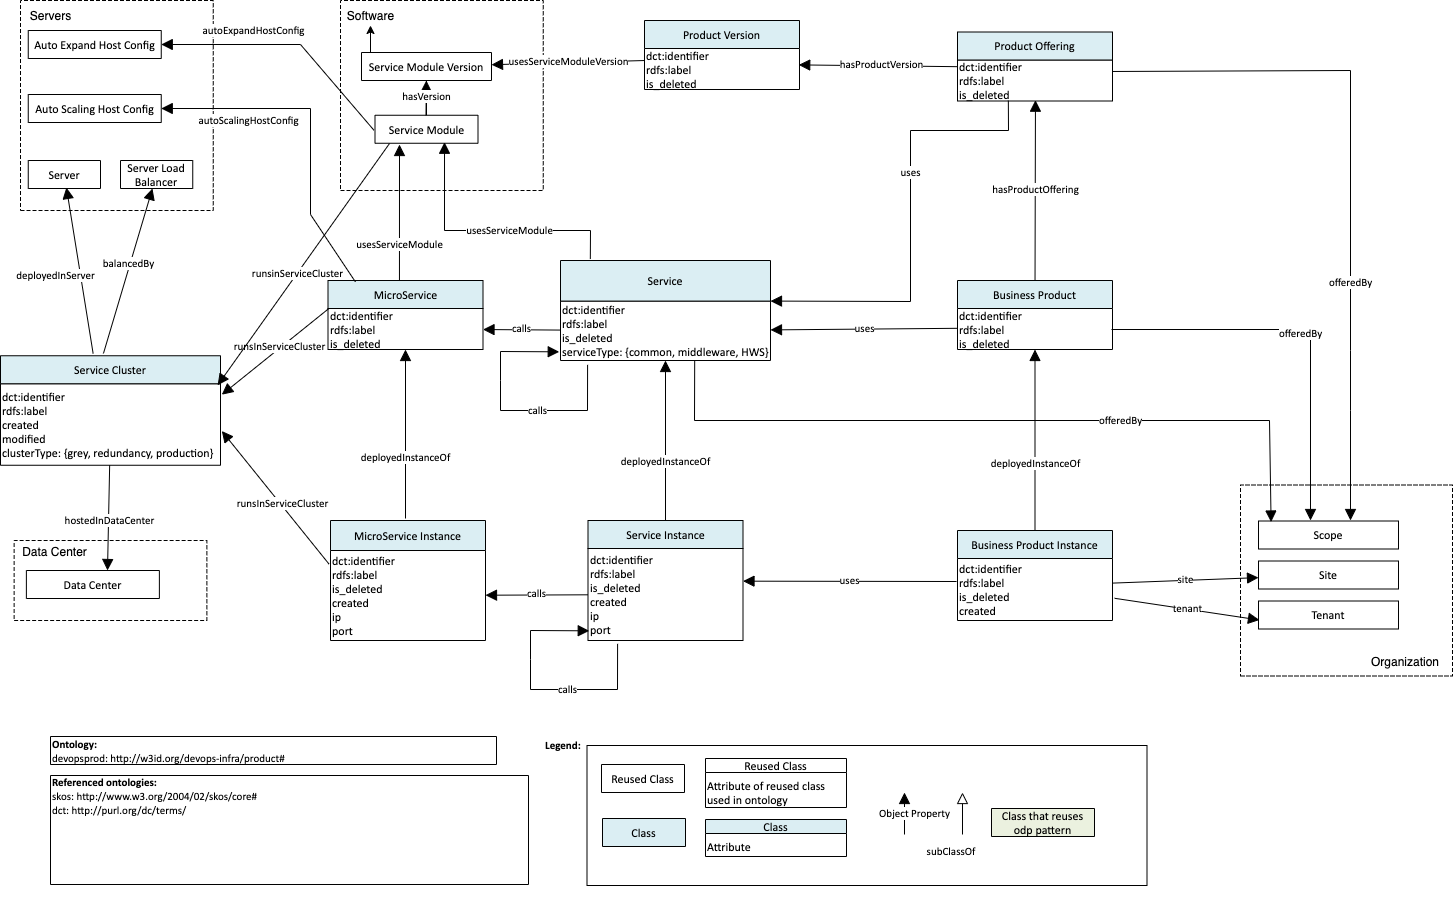 Servers
Auto Expand Host Config
Auto Scaling Host Config
Server
Server Load
Balancer
autoExpandHostConfig
autoScalingHostConfig
Software
Service Module Version
hasVersion
Service Module
usesServiceModuleVersion
Product Version
dct:identifier
rdfs:label
is_deleted
hasProductVersion
Product Offering
dct:identifier
rdfs:label
is_deleted
uses
hasProductOffering
offeredBy
deployedInServer
balancedBy
runsinServiceCluster
usesServiceModule
usesServiceModule
MicroService
dct:identifier
rdfs:label
is_deleted
calls
Service
dct:identifier
rdfs:label
is_deleted
serviceType: {common, middleware, HWS}
calls
uses
Business Product
dct:identifier
rdfs:label
is_deleted
offeredBy
runsinServiceCluster
Service Cluster
dct:identifier
rdfs:label
created
modified
clusterType: {grey, redundancy, production}
offeredBy
deployedInstanceOf
deployedInstanceOf
deployedInstanceOf
runsInServiceCluster
hostedInDataCenter
Data Center
Data Center
MicroService Instance
dct:identifier
rdfs:label
is_deleted
created
ip
port
calls
Service Instance
dct:identifier
rdfs:label
is_deleted
created
ip
port
calls
uses
Business Product Instance
dct:identifier
rdfs:label
is_deleted
created
site
tenant
Scope
Site
Tenant
Organization
Ontology:
devopsprod: http://w3id.org/devops-infra/product#
Referenced ontologies:
skos: http://www.w3.org/2004/02/skos/core#
dct: http://purl.org/dc/terms/
Legend:
Reused Class
Reused Class
Attribute of reused class
used in ontology
Class
Class
Attribute
Object Property
subClassOf
Class that reuses
odp pattern